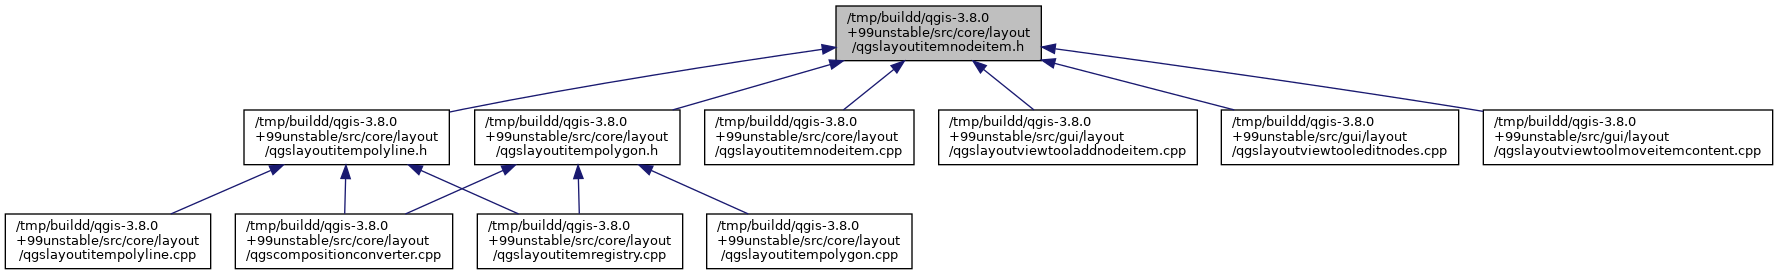 /tmp/buildd/qgis-3.8.0
+99unstable/src/core/layout
/qgslayoutitemnodeitem.h
/tmp/buildd/qgis-3.8.0
+99unstable/src/core/layout
/qgslayoutitempolyline.h
/tmp/buildd/qgis-3.8.0
+99unstable/src/core/layout
/qgslayoutitempolygon.h
/tmp/buildd/qgis-3.8.0
+99unstable/src/core/layout
/qgslayoutitemnodeitem.cpp
/tmp/buildd/qgis-3.8.0
+99unstable/src/gui/layout
/qgslayoutviewtooladdnodeitem.cpp
/tmp/buildd/qgis-3.8.0
+99unstable/src/gui/layout
/qgslayoutviewtooleditnodes.cpp
/tmp/buildd/qgis-3.8.0
+99unstable/src/gui/layout
/qgslayoutviewtoolmoveitemcontent.cpp
/tmp/buildd/qgis-3.8.0
+99unstable/src/core/layout
/qgslayoutitempolyline.cpp
/tmp/buildd/qgis-3.8.0
+99unstable/src/core/layout
/qgscompositionconverter.cpp
/tmp/buildd/qgis-3.8.0
+99unstable/src/core/layout
/qgslayoutitemregistry.cpp
/tmp/buildd/qgis-3.8.0
+99unstable/src/core/layout
/qgslayoutitempolygon.cpp